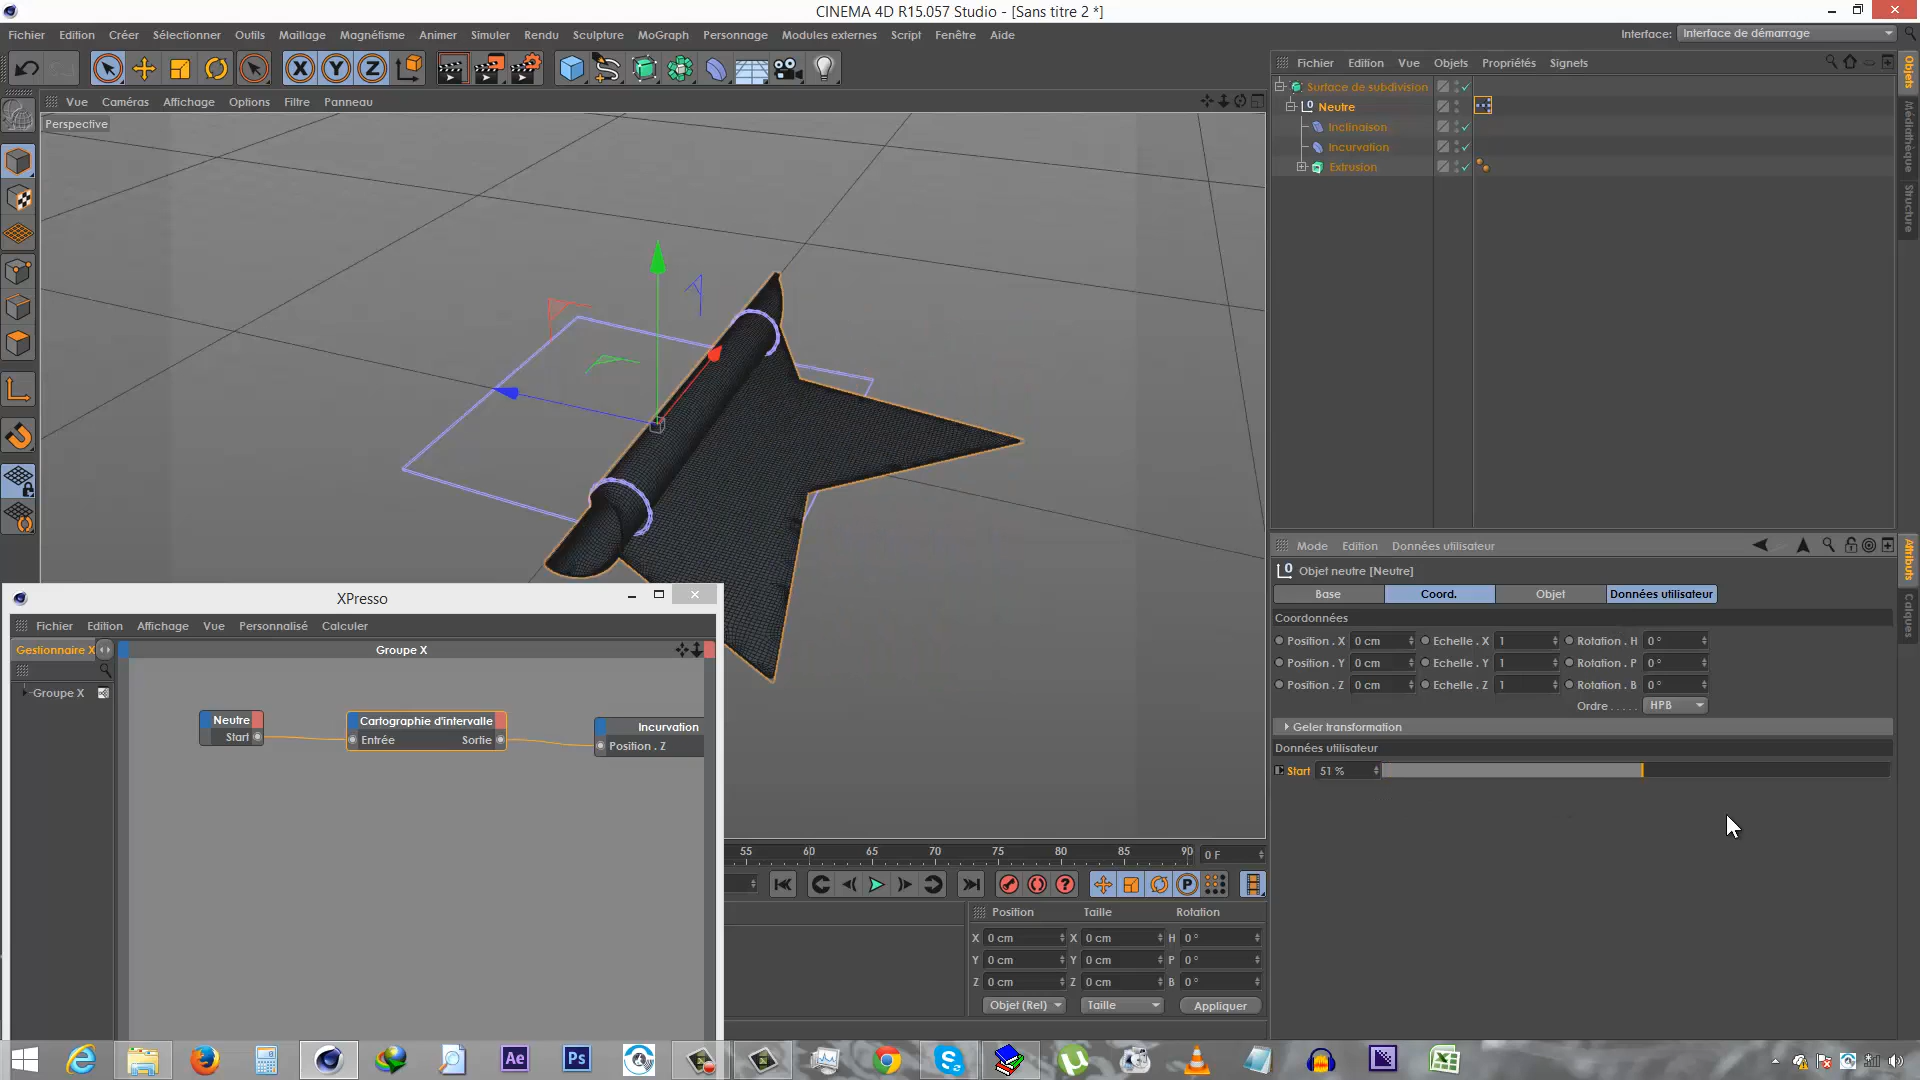 CINEMA 4D R15.057 Studio - [Sans titre 2 *]
Fichier Edition Créer Sélectionner Outils Maillage Magnétisme Animer Simuler Rendu Sculpture MoGraph Personnage Modules externes Script Fenêtre Aide
Interface: Interface de démarrage
Vue Caméras Affichage Options Filtre Panneau
Perspective
Fichier Edition Vue Objets Propriétés Signets
Surface de subdivision
Neutre
Inclinaison
Incurvation
Extrusion
Objets
Médiathèque
Structure
Mode Edition Données utilisateur
Objet neutre [Neutre]
Base Coord. Objet Données utilisateur
Coordonnées
Position . X 0 cm Echelle . X 1 Rotation . H 0 °
Position . Y 0 cm Echelle . Y 1 Rotation . P 0 °
Position . Z 0 cm Echelle . Z 1 Rotation . B 0 °
Ordre . . . . . HPB
Geler transformation
Données utilisateur
Start 51 %
Attributs
Calques
XPresso
Fichier Edition Affichage Vue Personnalisé Calculer
Gestionnaire X
Groupe X
Groupe X
Neutre
Start
Cartographie d'intervalle
Entrée Sortie
Incurvation
Position . Z
55 60 65 70 75 80 85 90 0 F
Position Taille Rotation
X 0 cm X 0 cm H 0 °
Y 0 cm Y 0 cm P 0 °
Z 0 cm Z 0 cm B 0 °
Objet (Rel) Taille Appliquer
Ae Ps